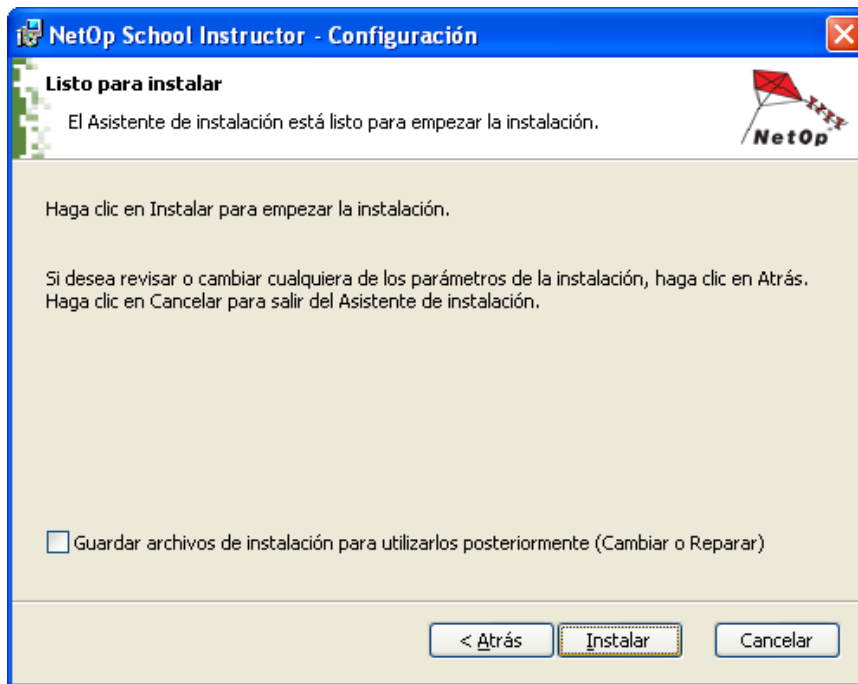 NetOp School Instructor - Configuración
Listo para instalar
El Asistente de instalación está listo para empezar la instalación.
NetOp
Haga clic en Instalar para empezar la instalación.
Si desea revisar o cambiar cualquiera de los parámetros de la instalación, haga clic en Atrás.
Haga clic en Cancelar para salir del Asistente de instalación.
Guardar archivos de instalación para utilizarlos posteriormente (Cambiar o Reparar)
< Atrás
Instalar
Cancelar